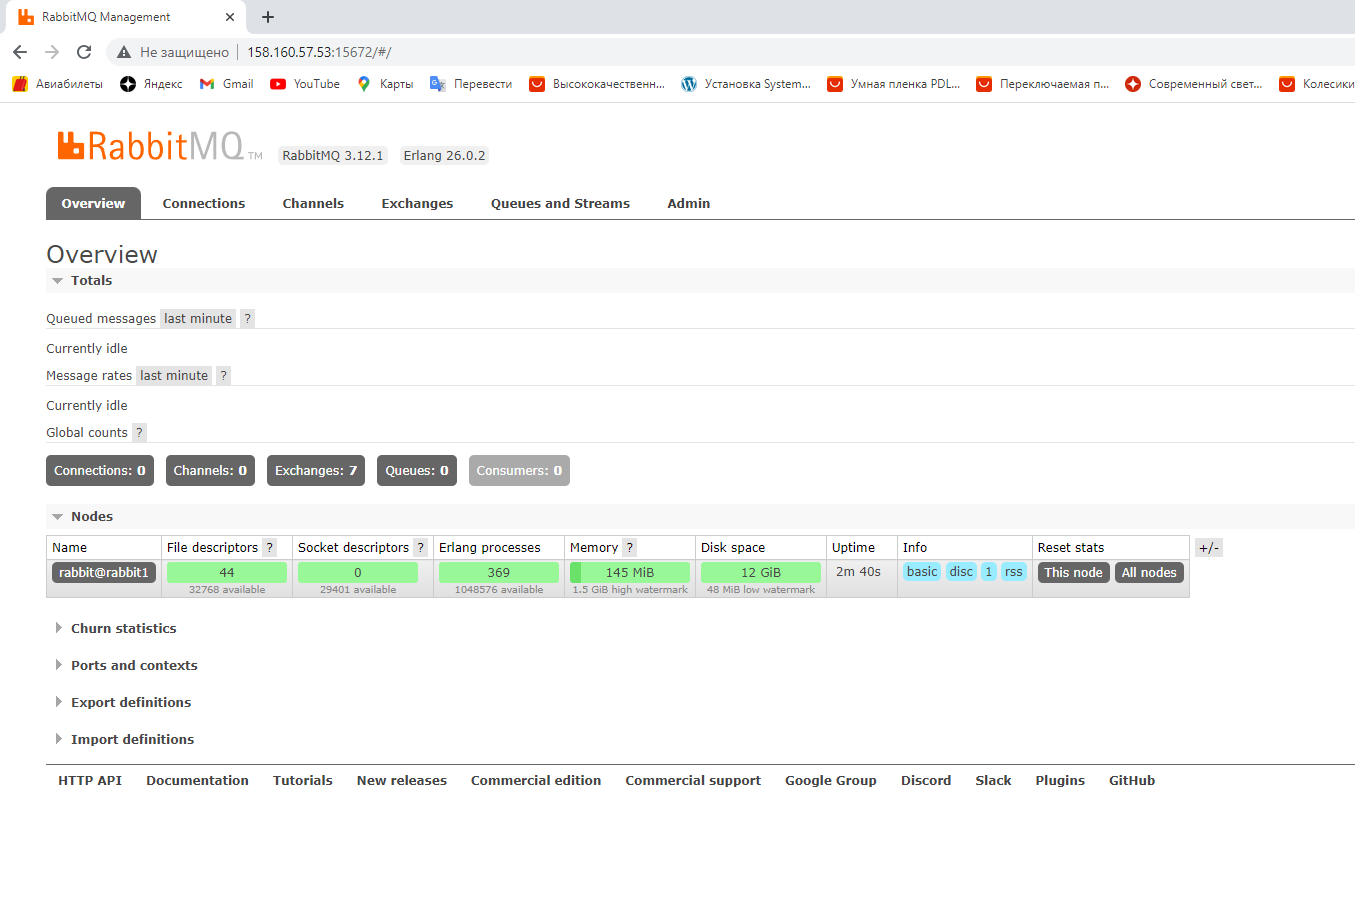 RabbitMQ Management
Не защищено 158.160.57.53:15672/#/
Авиабилеты Яндекс Gmail YouTube Карты Перевести Высококачественн... Установка System... Умная пленка PDL... Переключаемая п... Современный свет... Колесики
RabbitMQ TM RabbitMQ 3.12.1 Erlang 26.0.2
Overview Connections Channels Exchanges Queues and Streams Admin
Overview
Totals
Queued messages last minute ?
Currently idle
Message rates last minute ?
Currently idle
Global counts ?
Connections: 0 Channels: 0 Exchanges: 7 Queues: 0 Consumers: 0
Nodes
Name File descriptors ? Socket descriptors ? Erlang processes Memory ? Disk space Uptime Info Reset stats +/-
rabbit@rabbit1 44 0 369 145 MiB 12 GiB 2m 40s basic disc 1 rss This node All nodes
32768 available 29401 available 1048576 available 1.5 GiB high watermark 48 MiB low watermark
Churn statistics
Ports and contexts
Export definitions
Import definitions
HTTP API Documentation Tutorials New releases Commercial edition Commercial support Google Group Discord Slack Plugins GitHub